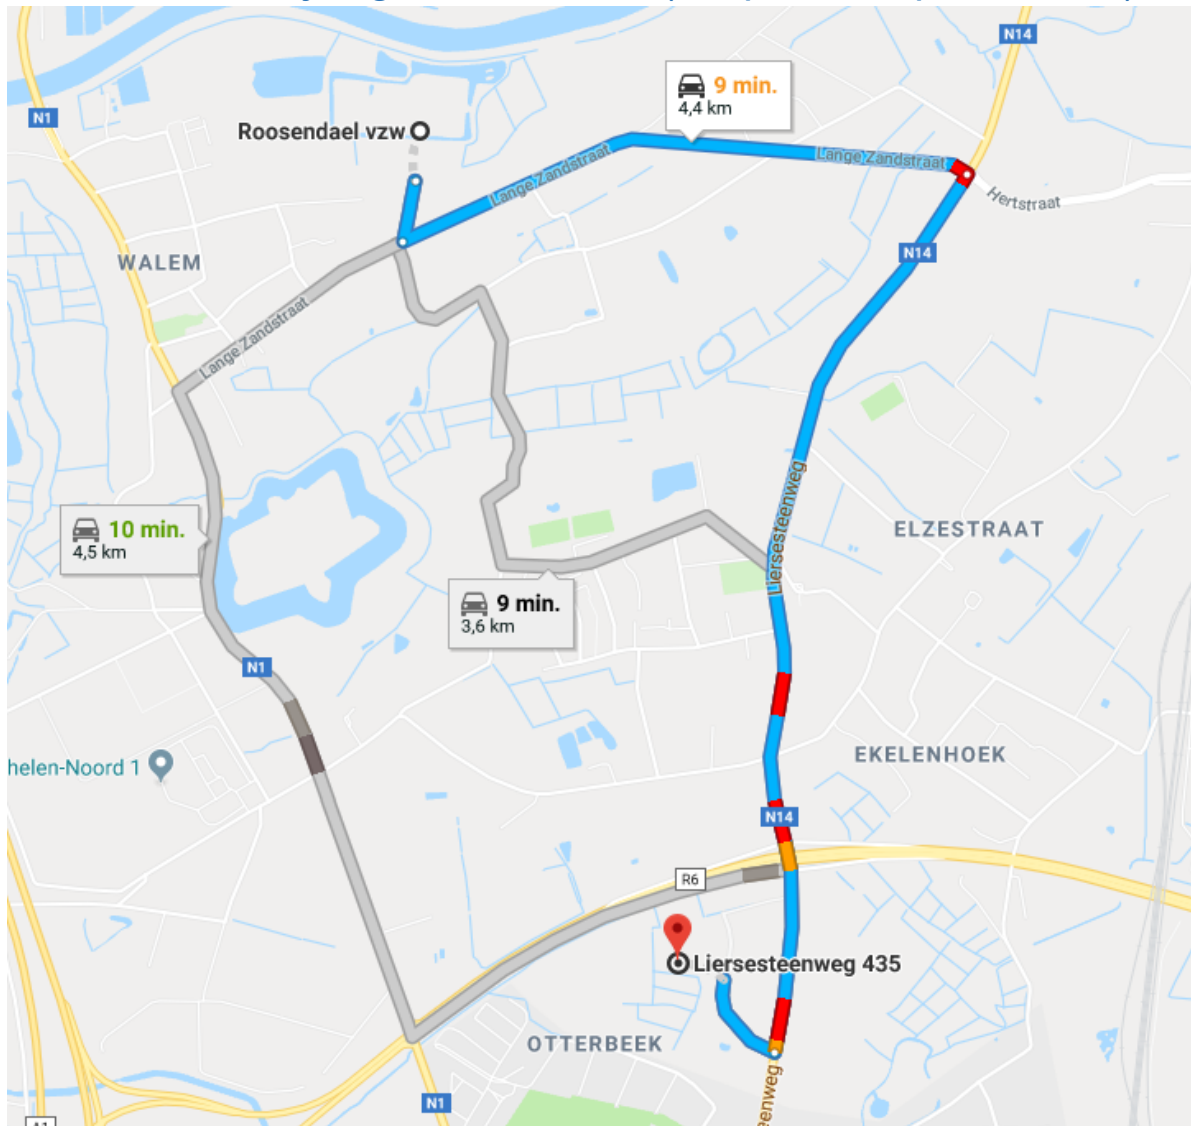 N14
N1
9 min.
4,4 km
Roosendael vzw
Lange Zandstraat
Lange Zandstraat
Hertstraat
N14
WALEM
Lange Zandstraat
Liersesteenweg
10 min.
4,5 km
ELZESTRAAT
9 min.
3,6 km
N1
EKELENHOEK
helen-Noord 1
N14
R6
Liersesteenweg 435
OTTERBEEK
eenweg
N1